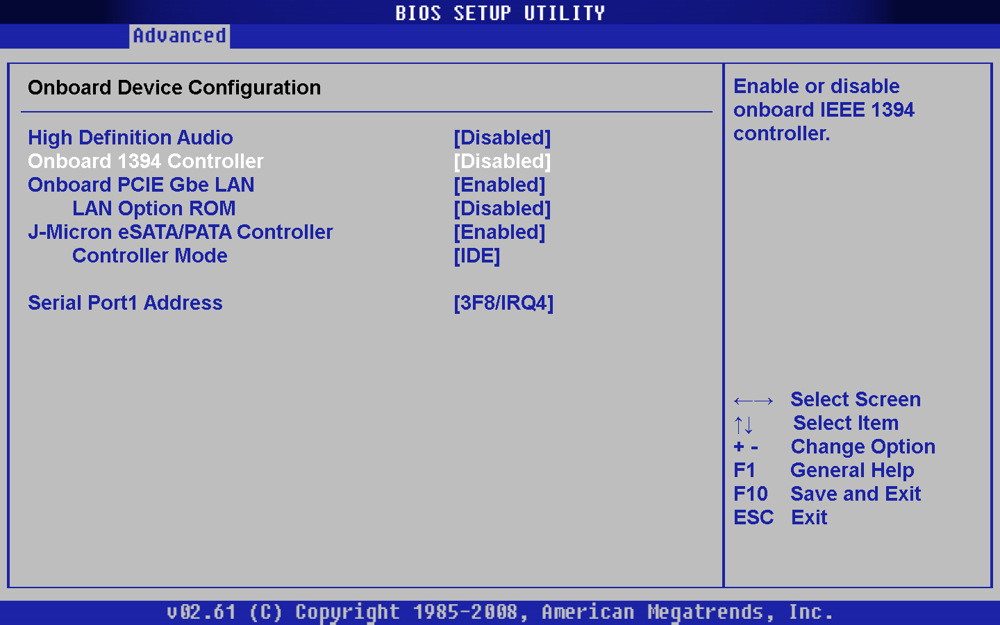 BIOS SETUP UTILITY
Advanced
Onboard Device Configuration
High Definition Audio [Disabled]
Onboard 1394 Controller [Disabled]
Onboard PCIE Gbe LAN [Enabled]
LAN Option ROM [Disabled]
J-Micron eSATA/PATA Controller [Enabled]
Controller Mode [IDE]
Serial Port1 Address [3F8/IRQ4]
Enable or disable
onboard IEEE 1394
controller.
←→ Select Screen
↑↓ Select Item
+ - Change Option
F1 General Help
F10 Save and Exit
ESC Exit
v02.61 (C) Copyright 1985-2008, American Megatrends, Inc.